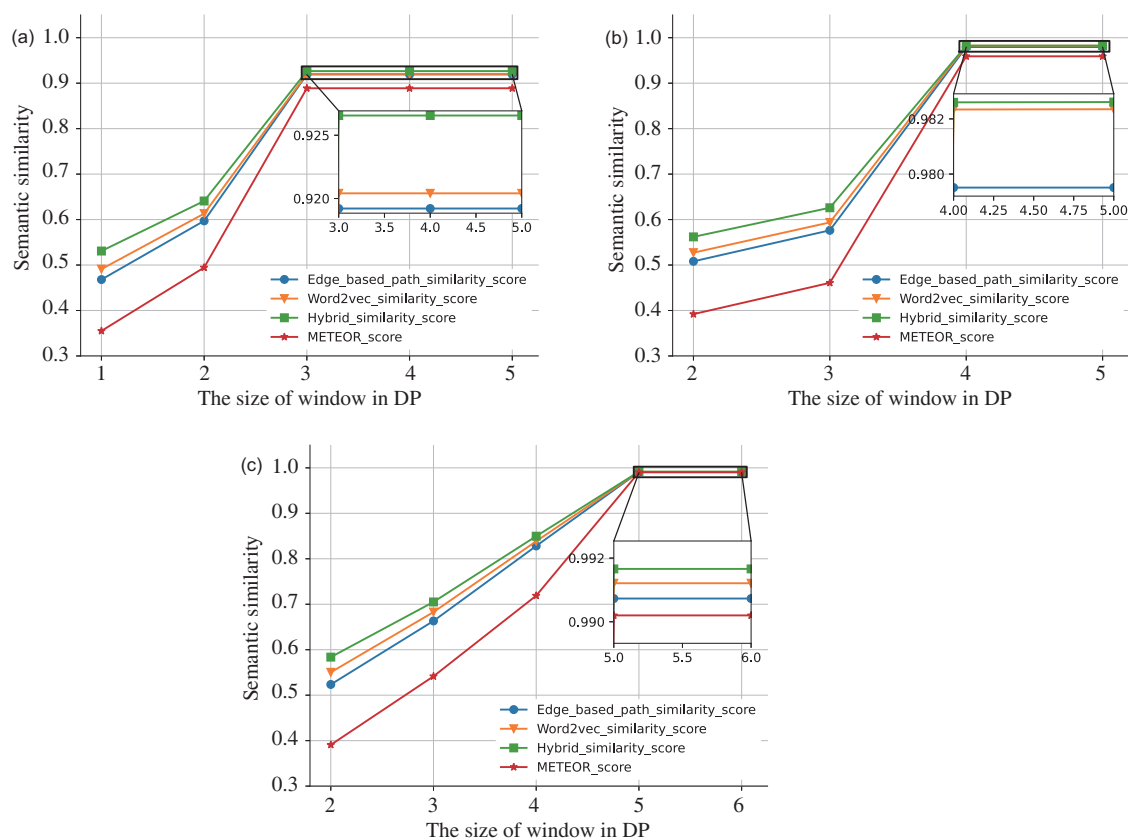 (a)
1.0
0.9
0.8
0.7
0.6
0.5
0.4
0.3
Semantic similarity
0.925
0.920
3.0 3.5 4.0 4.5 5.0
Edge_based_path_similarity_score
Word2vec_similarity_score
Hybrid_similarity_score
METEOR_score
1 2 3 4 5
The size of window in DP
(b)
1.0
0.9
0.8
0.7
0.6
0.5
0.4
0.3
Semantic similarity
0.982
0.980
4.00 4.25 4.50 4.75 5.00
Edge_based_path_similarity_score
Word2vec_similarity_score
Hybrid_similarity_score
METEOR_score
2 3 4 5
The size of window in DP
(c)
1.0
0.9
0.8
0.7
0.6
0.5
0.4
0.3
Semantic similarity
0.992
0.990
5.0 5.5 6.0
Edge_based_path_similarity_score
Word2vec_similarity_score
Hybrid_similarity_score
METEOR_score
2 3 4 5 6
The size of window in DP